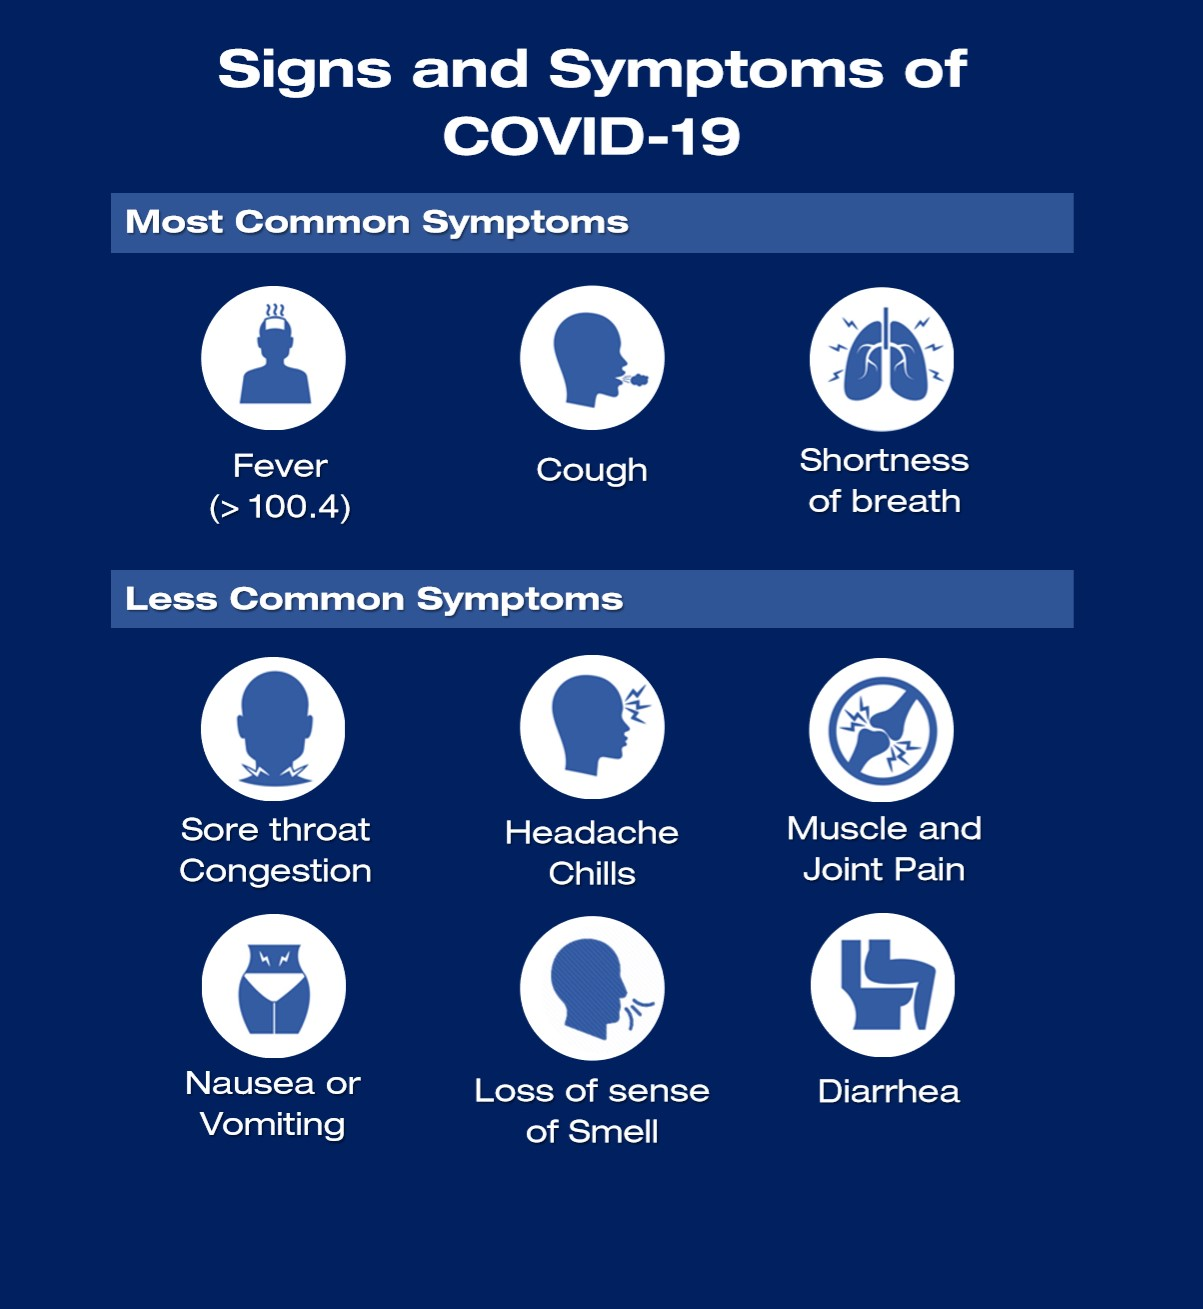 Signs and Symptoms of
COVID-19
Most Common Symptoms
Fever
(> 100.4)
Cough
Shortness
of breath
Less Common Symptoms
Sore throat
Congestion
Headache
Chills
Muscle and
Joint Pain
Nausea or
Vomiting
Loss of sense
of Smell
Diarrhea